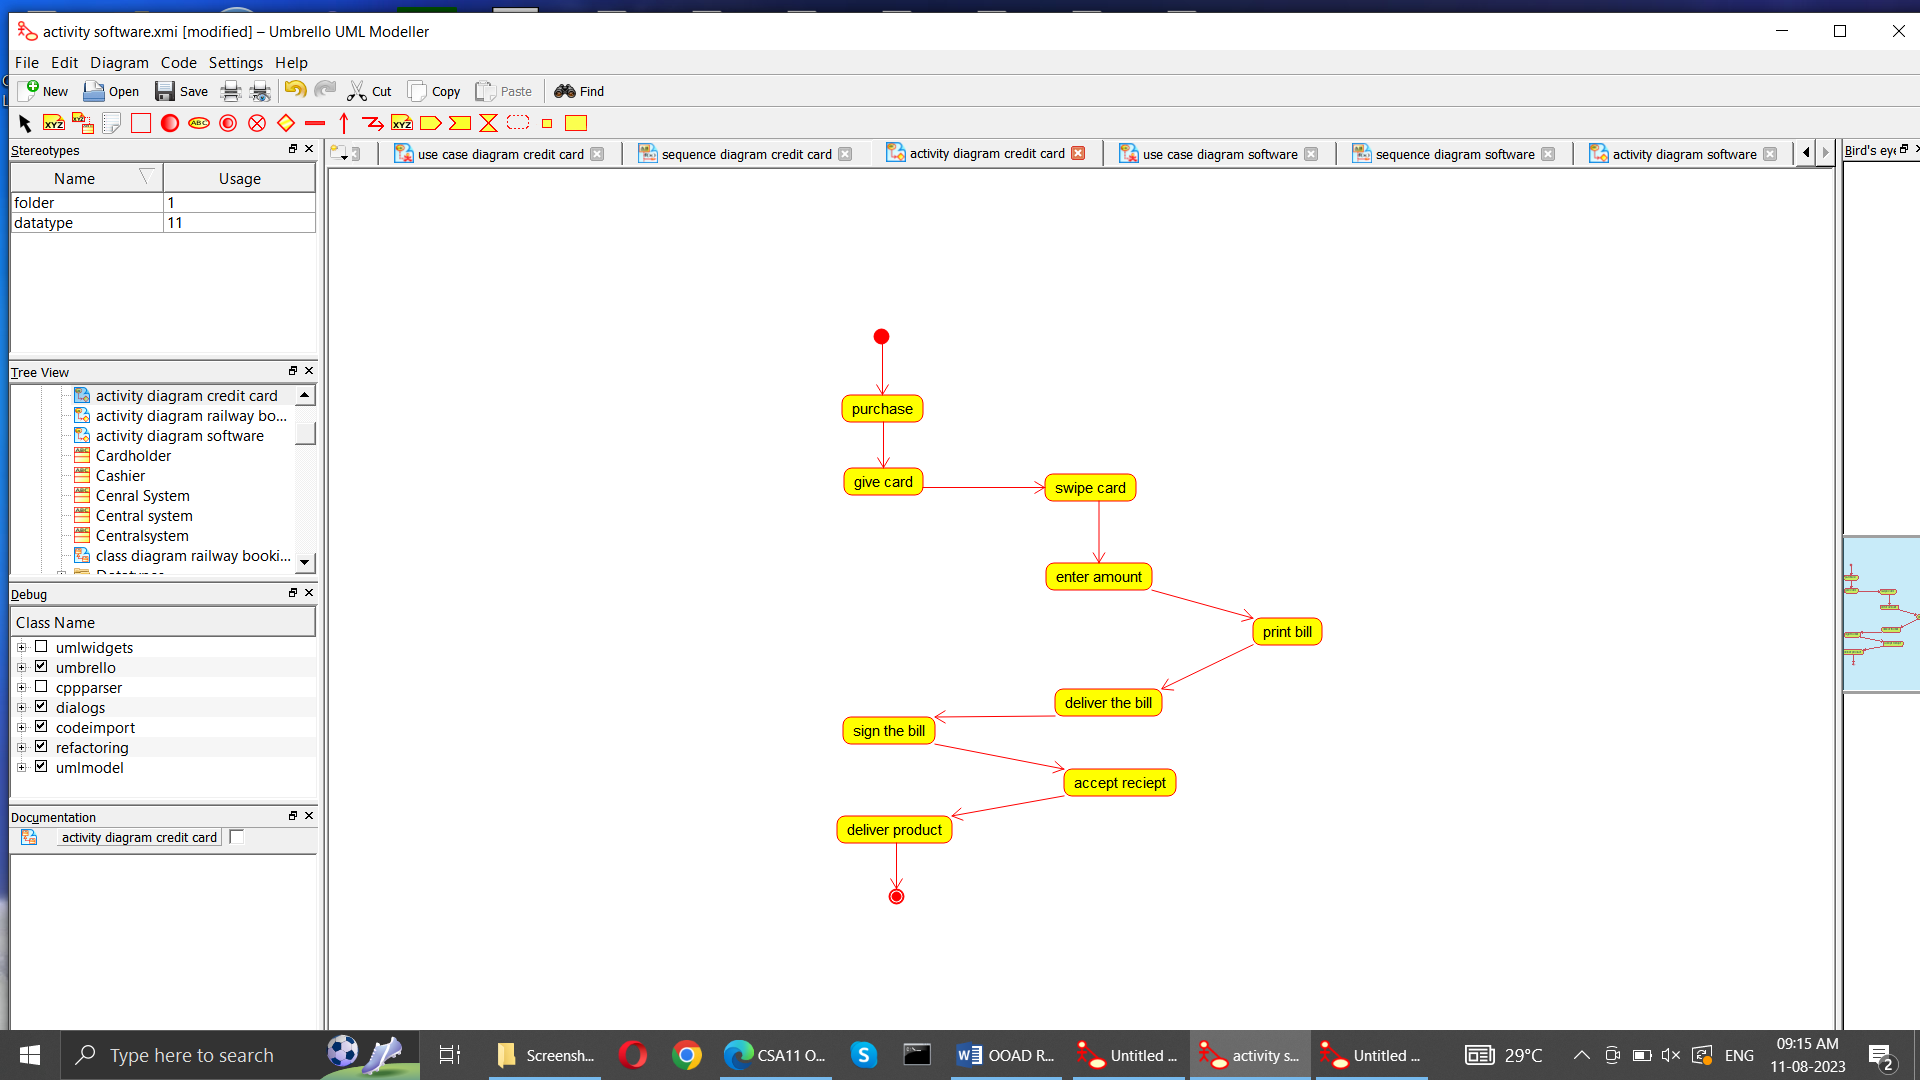 activity software.xmi [modified] – Umbrello UML Modeller
File Edit Diagram Code Settings Help
New Open Save Cut Copy Paste Find
XYZ ABC XYZ
Stereotypes
Name Usage
folder 1
datatype 11
use case diagram credit card
sequence diagram credit card
activity diagram credit card
use case diagram software
sequence diagram software
activity diagram software
Bird's eye
Tree View
activity diagram credit card
activity diagram railway bo...
activity diagram software
Cardholder
Cashier
Cenral System
Central system
Centralsystem
class diagram railway booki...
Debug
Class Name
umlwidgets
umbrello
cppparser
dialogs
codeimport
refactoring
umlmodel
Documentation
activity diagram credit card
purchase
give card
swipe card
enter amount
print bill
deliver the bill
sign the bill
accept reciept
deliver product
Type here to search
Screensh...
CSA11 O...
OOAD R...
Untitled ...
activity s...
Untitled ...
29°C
ENG
09:15 AM
11-08-2023
2